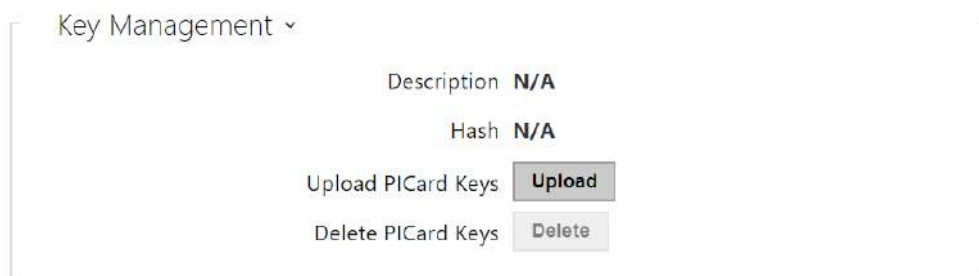 Key Management
Description N/A
Hash N/A
Upload PICard Keys Upload
Delete PICard Keys Delete